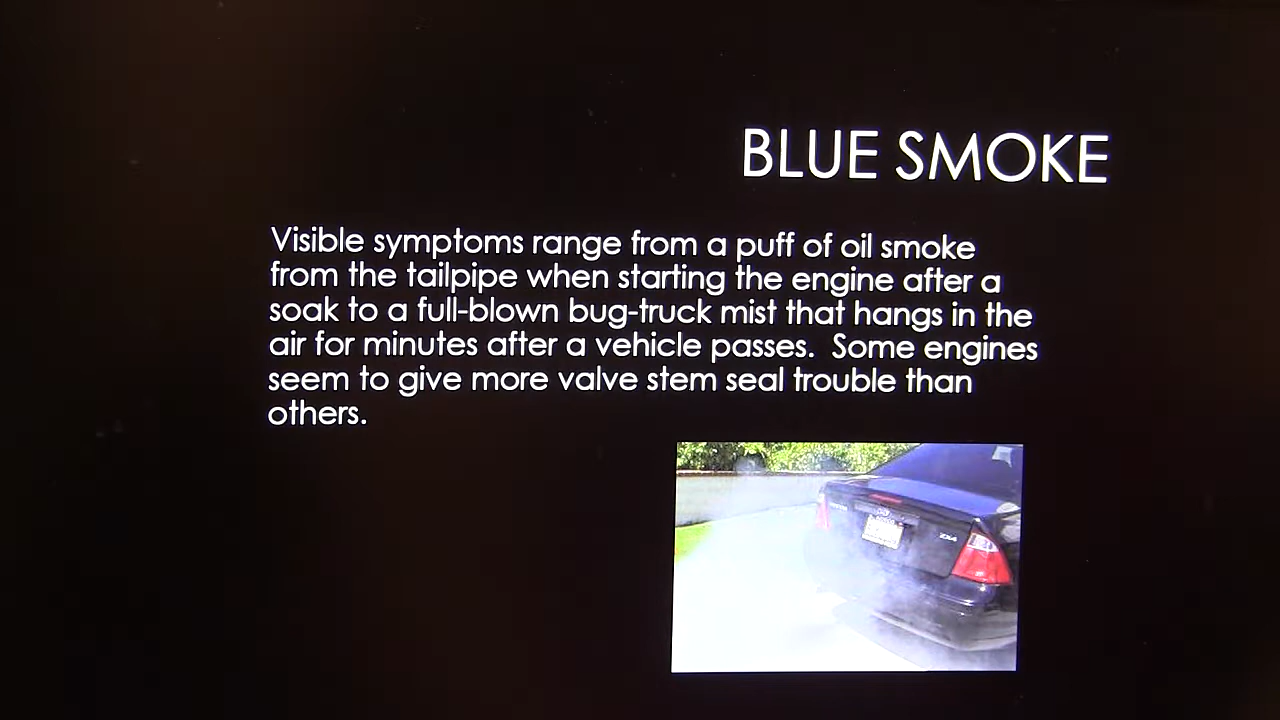 BLUE SMOKE
Visible symptoms range from a puff of oil smoke
from the tailpipe when starting the engine after a
soak to a full-blown bug-truck mist that hangs in the
air for minutes after a vehicle passes.  Some engines
seem to give more valve stem seal trouble than
others.
ZX4